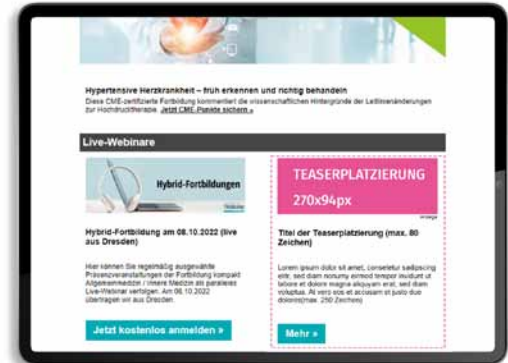 Hypertensive Herzkrankheit – früh erkennen und richtig behandeln
Diese CME-zertifizierte Fortbildung kommentiert die wissenschaftlichen Hintergründe der Leitlinienänderungen
zur Hochdrucktherapie. Jetzt CME-Punkte sichern »
Live-Webinare
Hybrid-Fortbildungen
Hybrid-Fortbildung am 08.10.2022 (live
aus Dresden)
Hier können Sie regelmäßig ausgewählte
Präsenzveranstaltungen der Fortbildung kompakt
Allgemeinmedizin / Innere Medizin als paralleles
Live-Webinar verfolgen. Am 08.10.2022
übertragen wir aus Dresden.
Jetzt kostenlos anmelden »
TEASERPLATZIERUNG
270x94px
Anzeige
Titel der Teaserplatzierung (max. 80
Zeichen)
Lorem ipsum dolor sit amet, consetetur sadipscing
elitr, sed diam nonumy eirmod tempor invidunt ut
labore et dolore magna aliquyam erat, sed diam
voluptua. At vero eos et accusam et justo duo
dolores(max. 250 Zeichen)
Mehr »